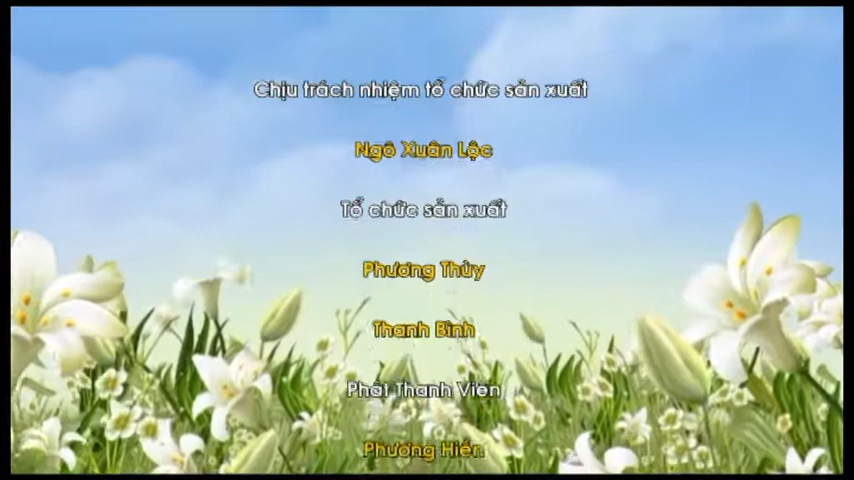 Chịu trách nhiệm tổ chức sản xuất
Ngô Xuân Lộc
Tổ chức sản xuất
Phương Thủy
Thanh Bình
Phát Thanh Viên
Phương Hiền